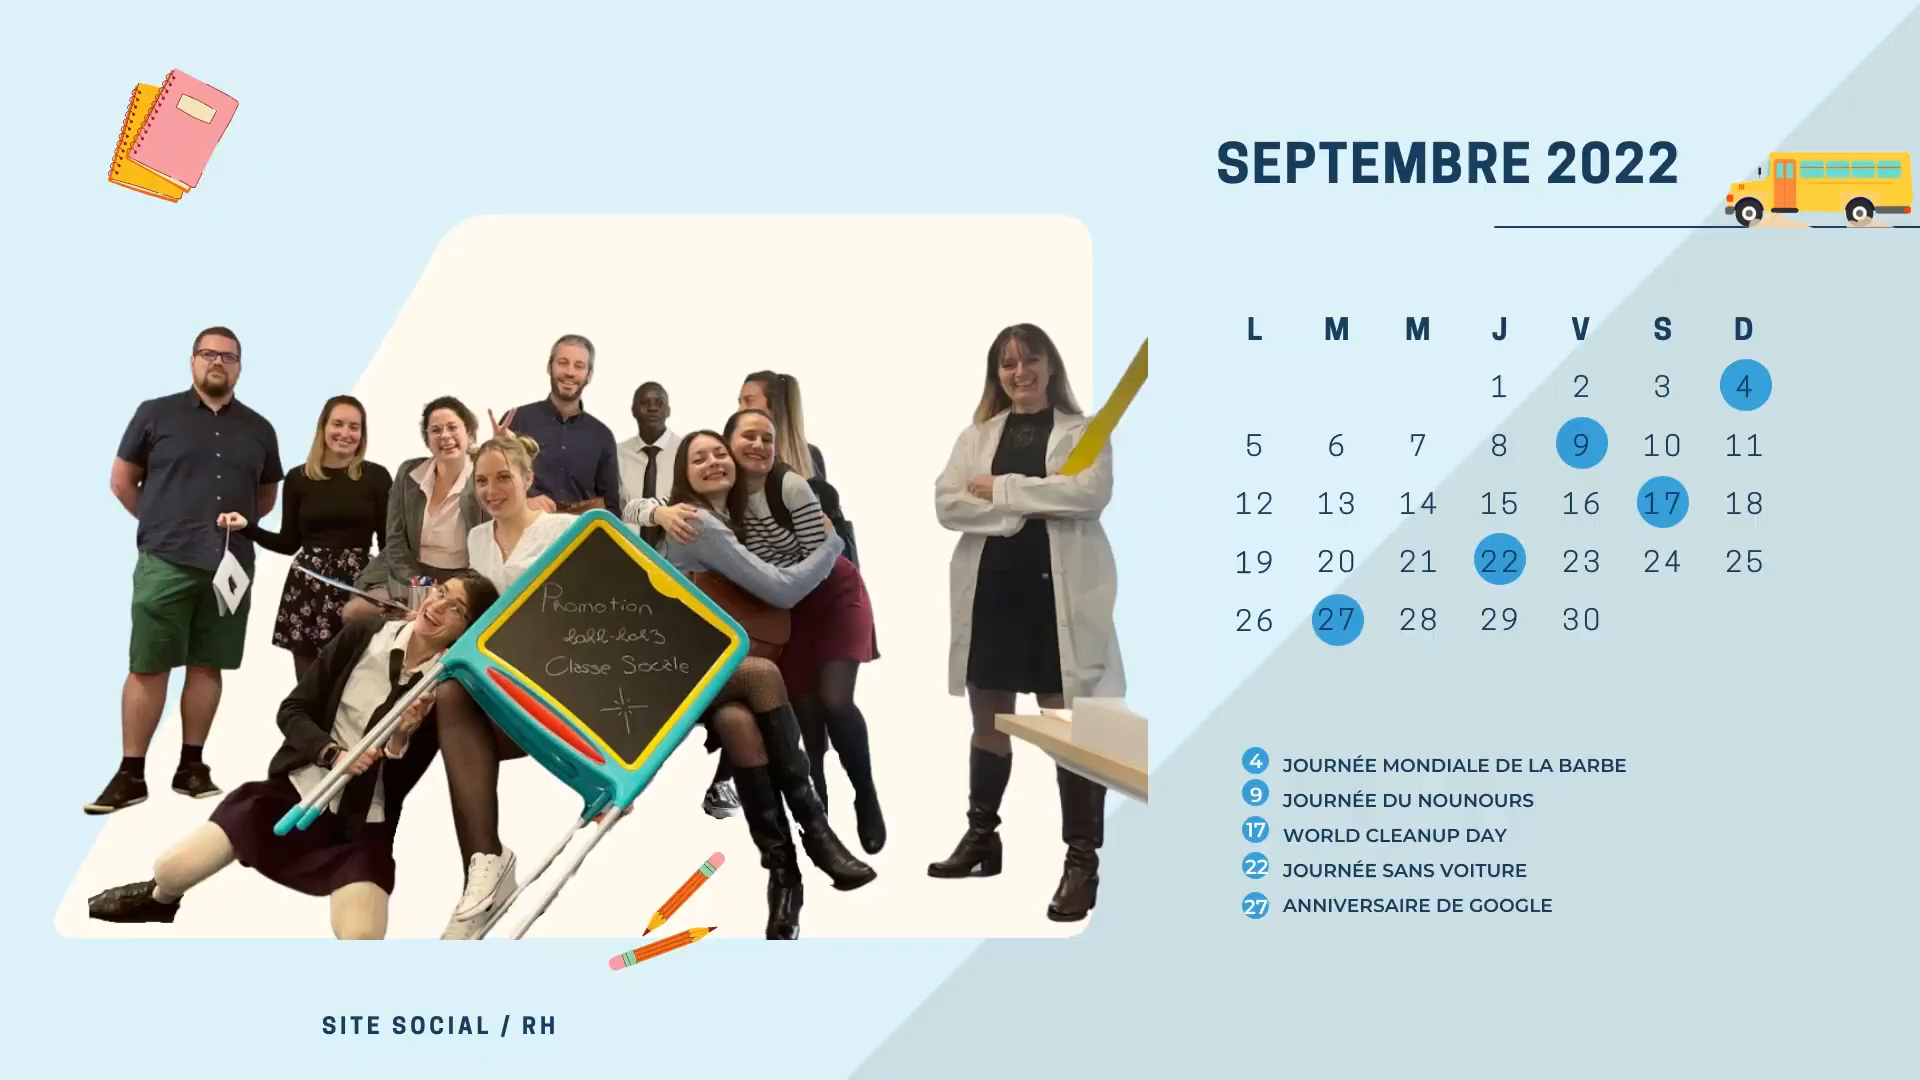 SEPTEMBRE 2022
L M M J V S D
1 2 3 4
5 6 7 8 9 10 11
12 13 14 15 16 17 18
19 20 21 22 23 24 25
26 27 28 29 30
4 JOURNÉE MONDIALE DE LA BARBE
9 JOURNÉE DU NOUNOURS
17 WORLD CLEANUP DAY
22 JOURNÉE SANS VOITURE
27 ANNIVERSAIRE DE GOOGLE
Promotion
2022-2023
Classe Sociale
SITE SOCIAL / RH